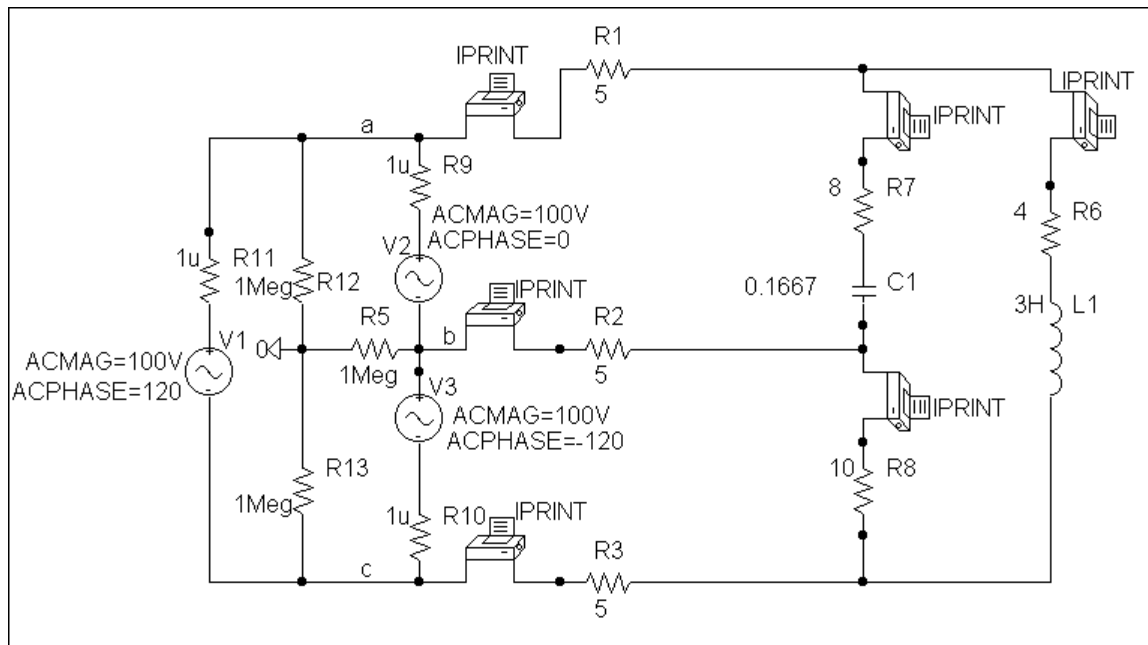 R1
IPRINT
5
IPRINT
IPRINT
a
1u R9
8 R7
4 R6
ACMAG=100V
ACPHASE=0
1u R11
1Meg R12
V2
IPRINT
0.1667 C1
3H L1
R5
b
R2
V1
0
1Meg
5
ACMAG=100V
ACPHASE=120
V3
ACMAG=100V
ACPHASE=-120
IPRINT
R13
1Meg
10 R8
1u R10
IPRINT
R3
c
5